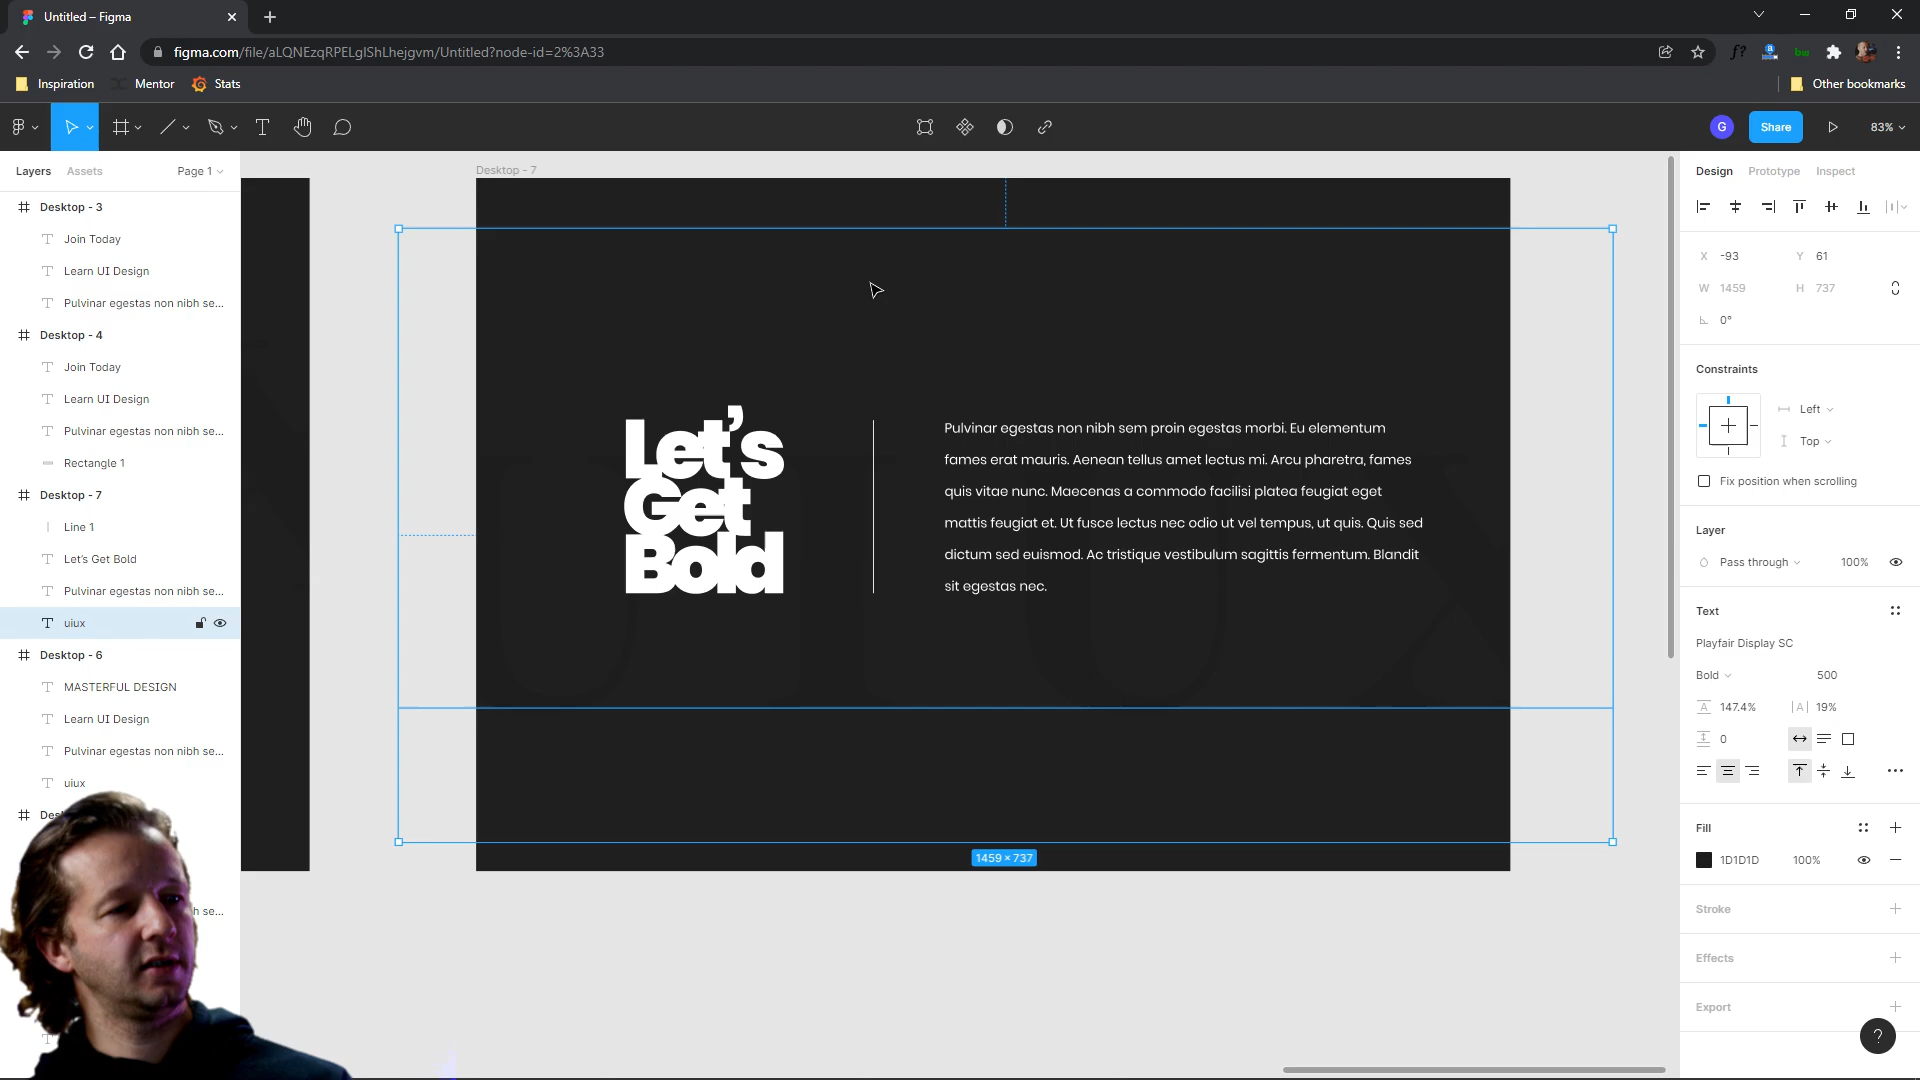 Untitled – Figma
figma.com/file/aLQNEzqRPELgIShLhejgvm/Untitled?node-id=2%3A33
Inspiration
Mentor
Stats
Other bookmarks
G
Share
83%
Layers
Assets
Page 1
Desktop - 3
Join Today
Learn UI Design
Pulvinar egestas non nibh se...
Desktop - 4
Join Today
Learn UI Design
Pulvinar egestas non nibh se...
Rectangle 1
Desktop - 7
Line 1
Let's Get Bold
Pulvinar egestas non nibh se...
uiux
Desktop - 6
MASTERFUL DESIGN
Learn UI Design
Pulvinar egestas non nibh se...
uiux
h se...
Desktop - 7
Let's
Get
Bold
Pulvinar egestas non nibh sem proin egestas morbi. Eu elementum
fames erat mauris. Aenean tellus amet lectus mi. Arcu pharetra, fames
quis vitae nunc. Maecenas a commodo facilisi platea feugiat eget
mattis feugiat et. Ut fusce lectus nec odio ut vel tempus, ut quis. Quis sed
dictum sed euismod. Ac tristique vestibulum sagittis fermentum. Blandit
sit egestas nec.
UIUX
1459 × 737
Design
Prototype
Inspect
X -93 Y 61
W 1459 H 737
0°
Constraints
Left
Top
Fix position when scrolling
Layer
Pass through 100%
Text
Playfair Display SC
Bold 500
147.4% |A| 19%
0
Fill
1D1D1D 100%
Stroke
Effects
Export
?